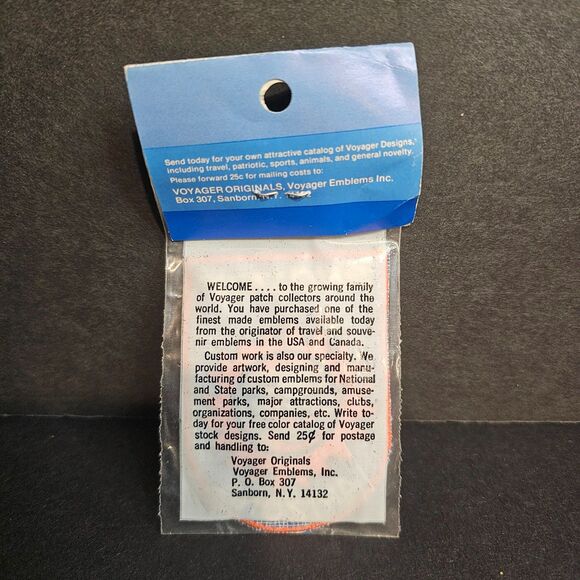 Send today for your own attractive catalog of Voyager Designs,
including travel, patriotic, sports, animals, and general novelty.
Please forward 25c for mailing costs to:
VOYAGER ORIGINALS, Voyager Emblems Inc.
Box 307, Sanborn, N.Y.
WELCOME.... to the growing family
of Voyager patch collectors around the
world. You have purchased one of the
finest made emblems available today
from the originator of travel and souve-
nir emblems in the USA and Canada.
Custom work is also our specialty. We
provide artwork, designing and manu-
facturing of custom emblems for National
and State parks, campgrounds, amuse-
ment parks, major attractions, clubs,
organizations, companies, etc. Write to-
day for your free color catalog of Voyager
stock designs. Send 25¢ for postage
and handling to:
Voyager Originals
Voyager Emblems, Inc.
P. O. Box 307
Sanborn, N.Y. 14132